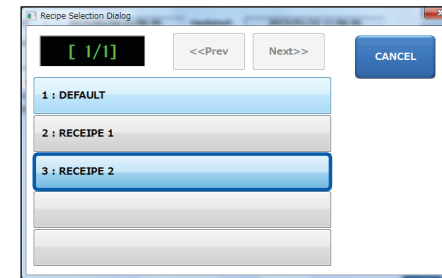 Recipe Selection Dialog
[ 1/1]
<<Prev
Next>>
CANCEL
1 : DEFAULT
2 : RECEIPE 1
3 : RECEIPE 2